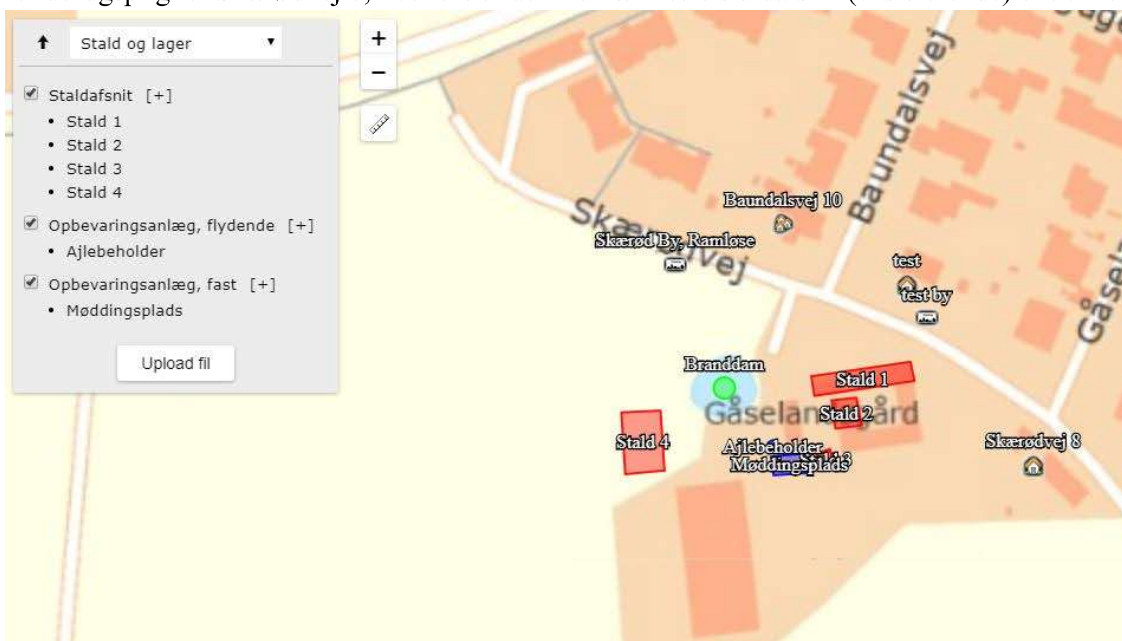 Stald og lager
Staldafsnit [+]
Stald 1
Stald 2
Stald 3
Stald 4
Opbevaringsanlæg, flydende [+]
Ajlebeholder
Opbevaringsanlæg, fast [+]
Møddingsplads
Upload fil
+
−
Baundalsvej
Baundalsvej 10
Skærødvej
Skærød By, Ramløse
test
test by
Branddam
Stald 1
Gåselandgård
Stald 2
Stald 4
Ajlebeholder
Møddingsplads
Skærødvej 8